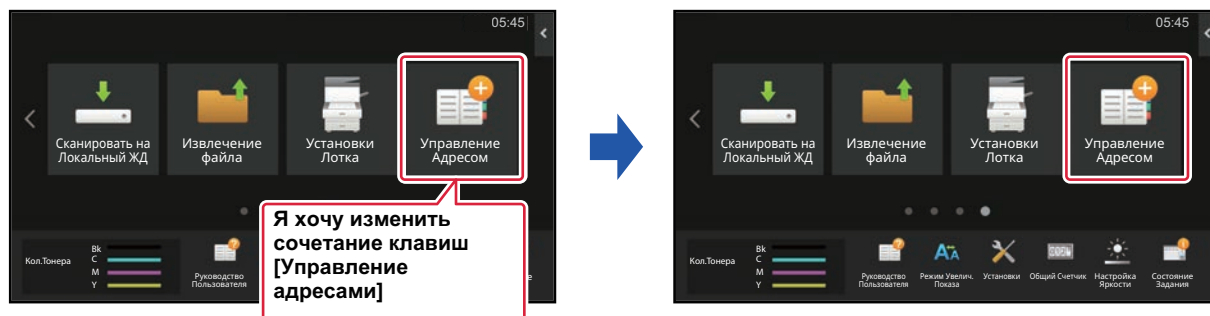 05:45
Сканировать на
Локальный ЖД
Извлечение
файла
Установки
Лотка
Управление
Адресом
Я хочу изменить
сочетание клавиш
[Управление
адресами]
Кол.Тонера
Bk
C
M
Y
Руководство
Пользователя
05:45
Сканировать на
Локальный ЖД
Извлечение
файла
Установки
Лотка
Управление
Адресом
Кол.Тонера
Bk
C
M
Y
Руководство
Пользователя
Режим Увелич.
Показа
Установки
Общий Счетчик
Настройка
Яркости
Состояние
Задания